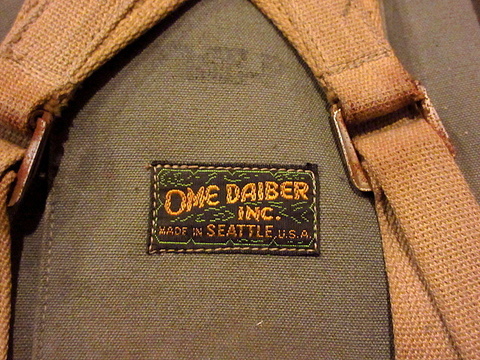 OME DAIBER
INC.
MADE IN SEATTLE, U.S.A.